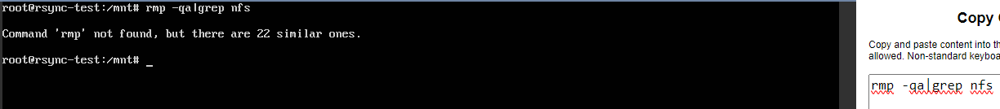 root@rsync-test:/mnt# rmp -qa|grep nfs
Command 'rmp' not found, but there are 22 similar ones.
root@rsync-test:/mnt# _
Copy
Copy and paste content into th
allowed. Non-standard keyboa
rmp -qa|grep nfs